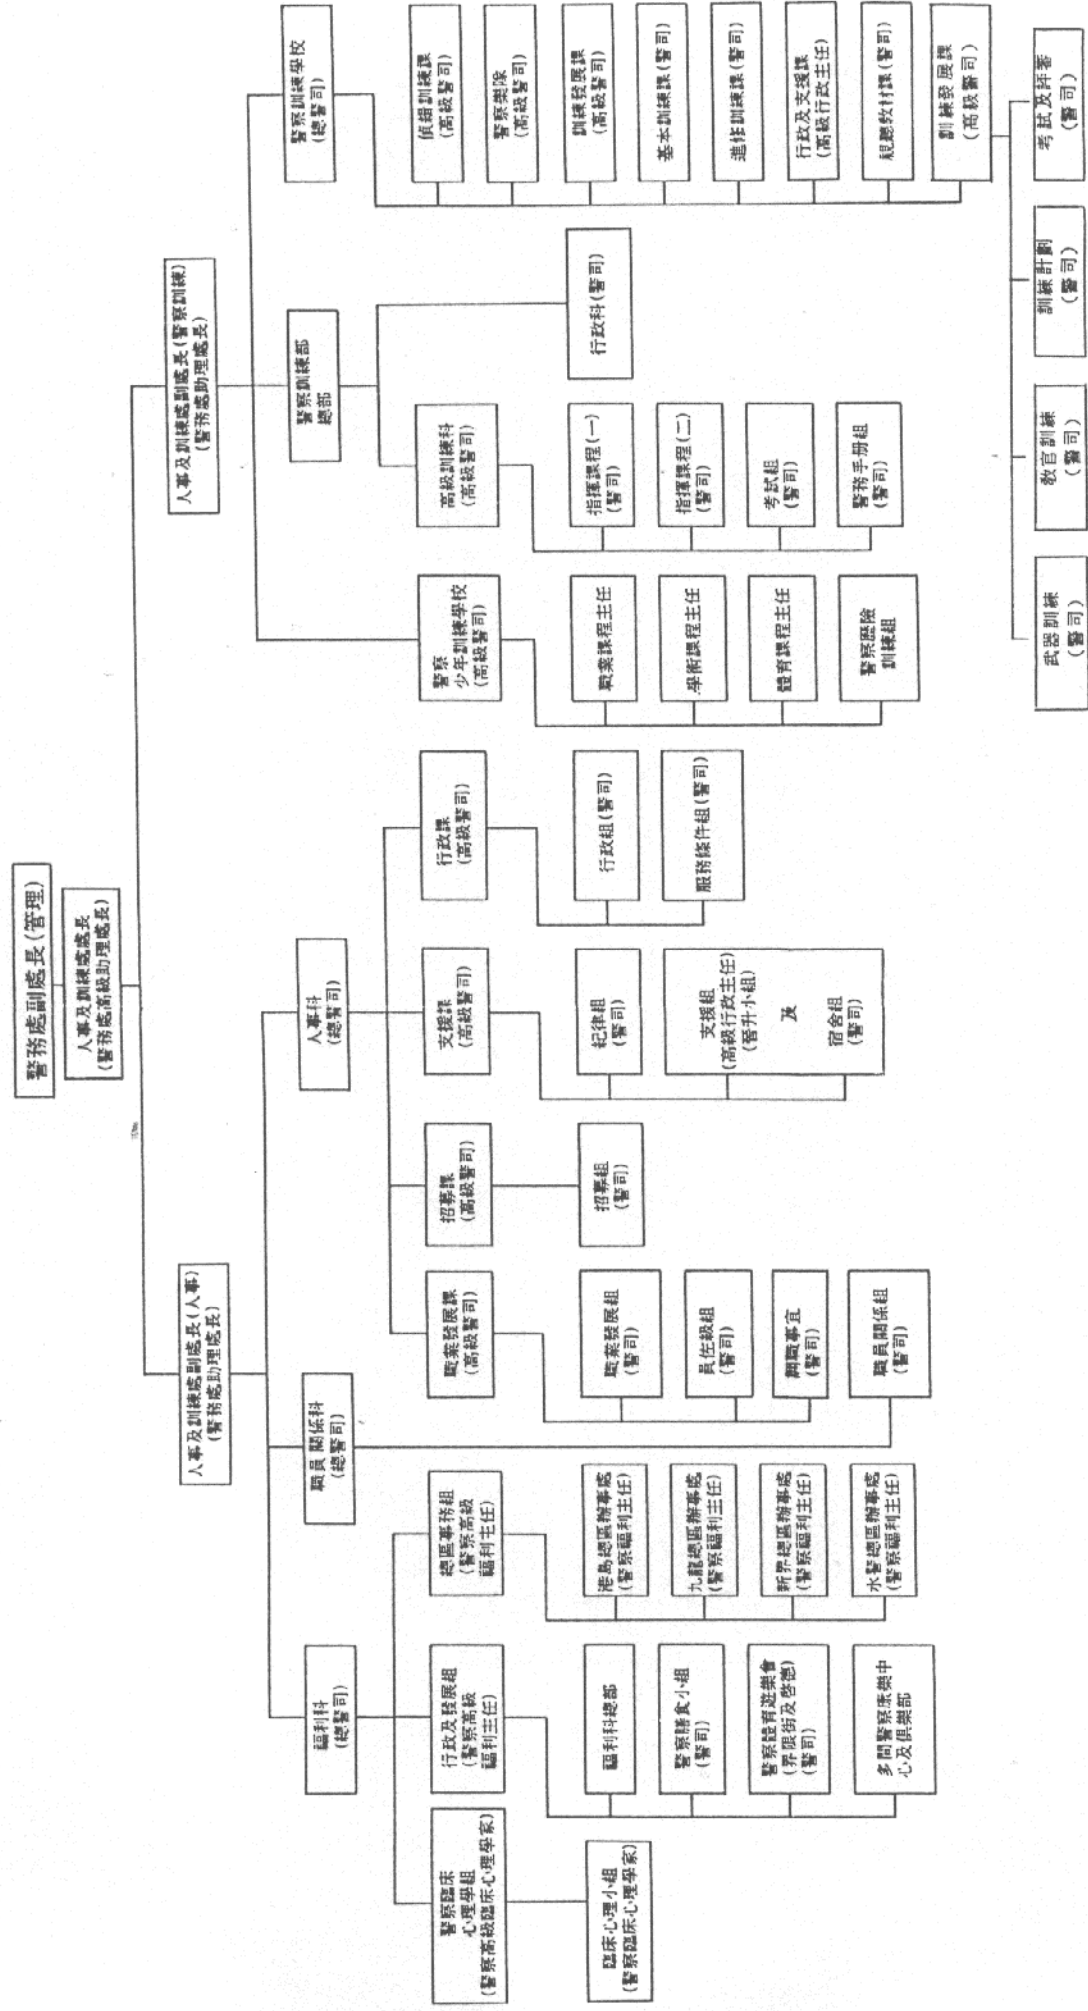 警務處副處長(管理)
人事及訓練處處長
(警務處高級助理處長)
人事及訓練處副處長(人事)
(警務處助理處長)
人事及訓練處副處長(警察訓練)
(警務處助理處長)
福利科
(總警司)
職員關係科
(總警司)
人事科
(總警司)
警察訓練部
總部
警察訓練學校
(總警司)
警察臨床
心理學組
(警察高級臨床心理學家)
行政及發展組
(警察高級
福利主任)
總區事務組
(警察高級
福利主任)
職業發展課
(高級警司)
招募課
(高級警司)
支援課
(高級警司)
行政課
(高級警司)
警察
少年訓練學校
(高級警司)
高級訓練科
(高級警司)
行政科(警司)
臨床心理小組
(警察臨床心理學家)
福利科總部
警察膳食小組
(警司)
警察體育遊樂會
(界限街及啓德)
(警司)
多間警察康樂中
心及俱樂部
港島總區辦事處
(警察福利主任)
九龍總區辦事處
(警察福利主任)
新界總區辦事處
(警察福利主任)
水警總區辦事處
(警察福利主任)
職業發展組
(警司)
員佐級組
(警司)
調職事宜
(警司)
職員關係組
(警司)
招募組
(警司)
紀律組
(警司)
支援組
(高級行政主任)
(晉升小組)
及
宿舍組
(警司)
行政組(警司)
服務條件組(警司)
職業課程主任
學術課程主任
體育課程主任
警察歷險
訓練組
指揮課程(一)
(警司)
指揮課程(二)
(警司)
考試組
(警司)
警務手册組
(警司)
偵緝訓練課
(高級警司)
警察樂隊
(高級警司)
訓練發展課
(高級警司)
基本訓練課(警司)
進修訓練課(警司)
行政及支援課
(高級行政主任)
視聽教材課(警司)
訓練發展課
(高級警司)
武器訓練
(警司)
教官訓練
(警司)
訓練計劃
(警司)
考試及評審
(警司)